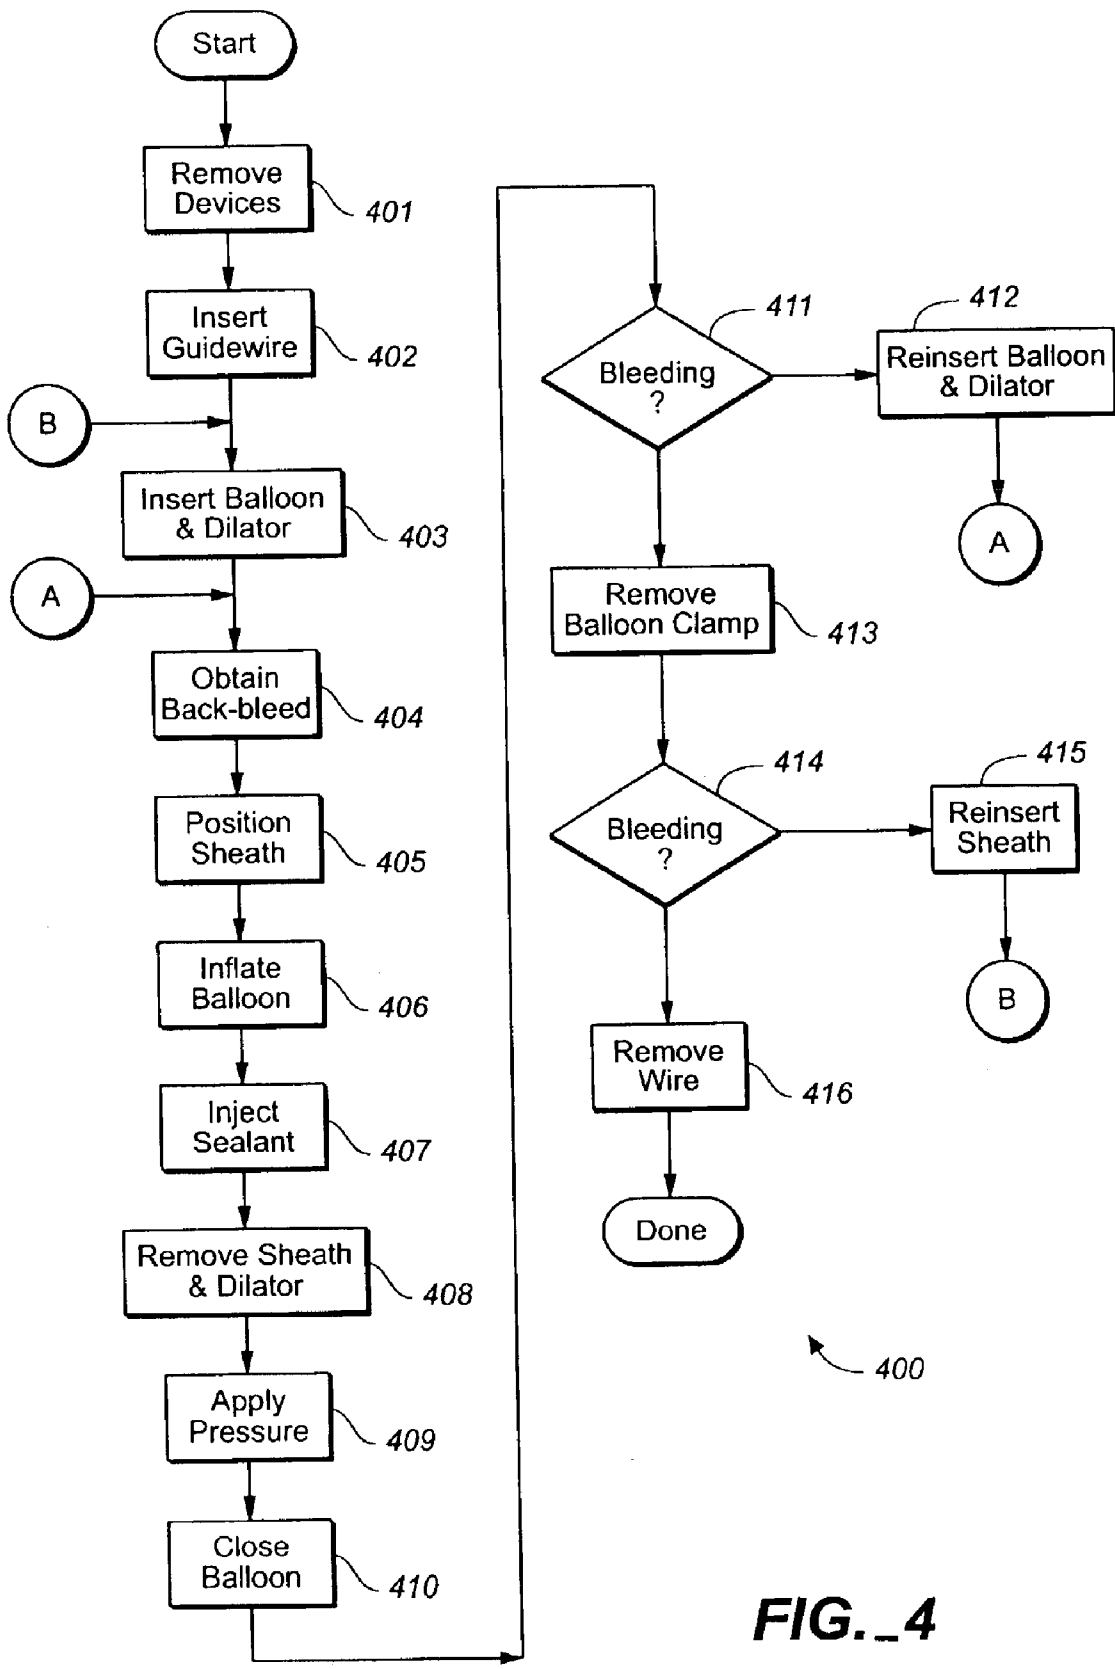 Start
Remove
Devices
401
Insert
Guidewire
402
B
Insert Balloon
& Dilator
403
A
Obtain
Back-bleed
404
Position
Sheath
405
Inflate
Balloon
406
Inject
Sealant
407
Remove Sheath
& Dilator
408
Apply
Pressure
409
Close
Balloon
410
Bleeding
?
411
Reinsert Balloon
& Dilator
412
A
Remove
Balloon Clamp
413
Bleeding
?
414
Reinsert
Sheath
415
B
Remove
Wire
416
Done
400
FIG._4